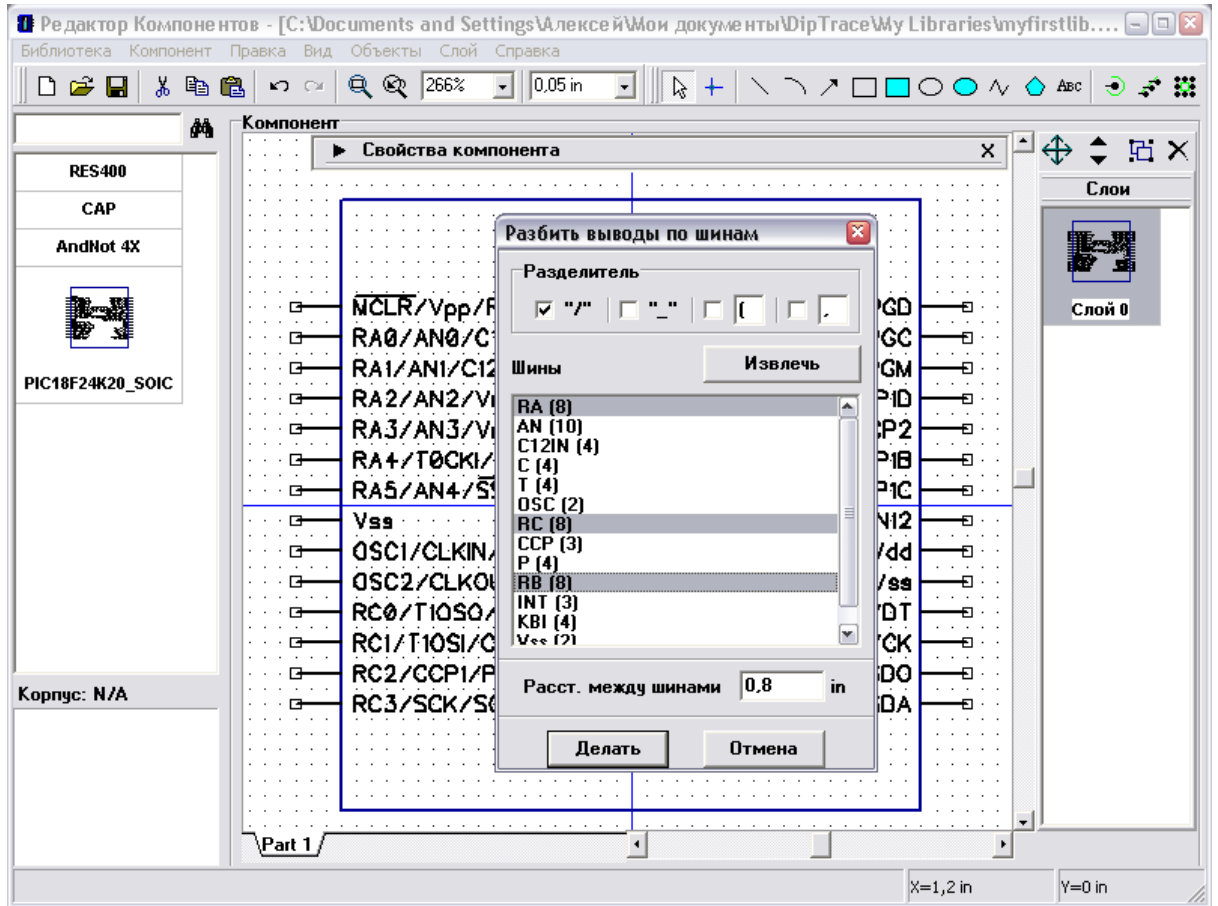 Редактор Компонентов - [C:\Documents and Settings\Алексей\Мои документы\DipTrace\My Libraries\myfirstlib....
Библиотека Компонент Правка Вид Объекты Слой Справка
266% 0,05 in ABC
Компонент
Свойства компонента
RES400
CAP
AndNot 4X
PIC18F24K20_SOIC
Корпус: N/A
Слои
Слой 0
MCLR/Vpp/R
RA0/AN0/C1
RA1/AN1/C12
RA2/AN2/V
RA3/AN3/V
RA4/T0CKI/
RA5/AN4/SS
Vss
OSC1/CLKIN/
OSC2/CLKOU
RC0/T1OSO/
RC1/T1OSI/C
RC2/CCP1/P
RC3/SCK/SC
Разбить выводы по шинам
Разделитель
"/" "_" ( ,
Шины
Извлечь
RA (8)
AN (10)
C12IN (4)
C (4)
T (4)
OSC (2)
RC (8)
CCP (3)
P (4)
RB (8)
INT (3)
KBI (4)
Vss (2)
Расст. между шинами 0,8 in
Делать Отмена
PGD
PGC
PGM
P1D
CP2
P1B
P1C
N12
Vdd
Vss
/DT
/CK
SDO
SDA
Part 1
X=1,2 in Y=0 in